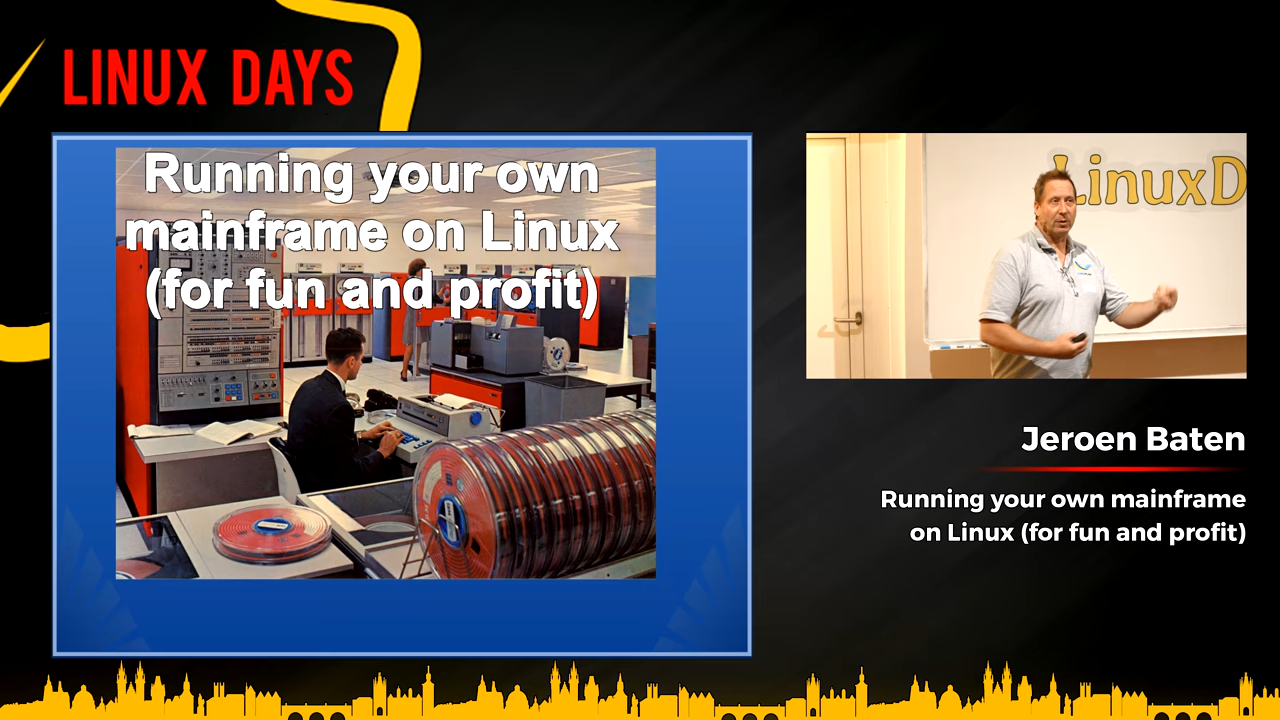 LINUX DAYS
Running your own
mainframe on Linux
(for fun and profit)
LinuxD
Jeroen Baten
Running your own mainframe
on Linux (for fun and profit)